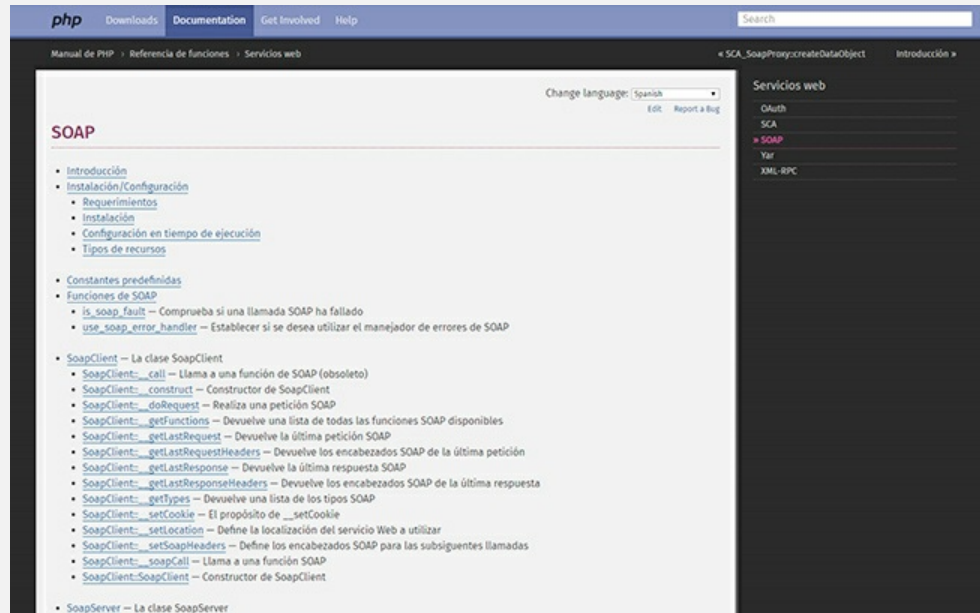 php Downloads Documentation Get Involved Help Search
Manual de PHP › Referencia de funciones › Servicios web « SCA_SoapProxy::createDataObject Introducción »
Change language: Spanish
Edit Report a Bug
SOAP
• Introducción
• Instalación/Configuración
• Requerimientos
• Instalación
• Configuración en tiempo de ejecución
• Tipos de recursos
• Constantes predefinidas
• Funciones de SOAP
• is_soap_fault — Comprueba si una llamada SOAP ha fallado
• use_soap_error_handler — Establecer si se desea utilizar el manejador de errores de SOAP
• SoapClient — La clase SoapClient
• SoapClient::__call — Llama a una función de SOAP (obsoleto)
• SoapClient::__construct — Constructor de SoapClient
• SoapClient::__doRequest — Realiza una petición SOAP
• SoapClient::__getFunctions — Devuelve una lista de todas las funciones SOAP disponibles
• SoapClient::__getLastRequest — Devuelve la última petición SOAP
• SoapClient::__getLastRequestHeaders — Devuelve los encabezados SOAP de la última petición
• SoapClient::__getLastResponse — Devuelve la última respuesta SOAP
• SoapClient::__getLastResponseHeaders — Devuelve los encabezados SOAP de la última respuesta
• SoapClient::__getTypes — Devuelve una lista de los tipos SOAP
• SoapClient::__setCookie — El propósito de __setCookie
• SoapClient::__setLocation — Define la localización del servicio Web a utilizar
• SoapClient::__setSoapHeaders — Define los encabezados SOAP para las subsiguientes llamadas
• SoapClient::__soapCall — Llama a una función SOAP
• SoapClient::SoapClient — Constructor de SoapClient
• SoapServer — La clase SoapServer
Servicios web
OAuth
SCA
» SOAP
Yar
XML-RPC